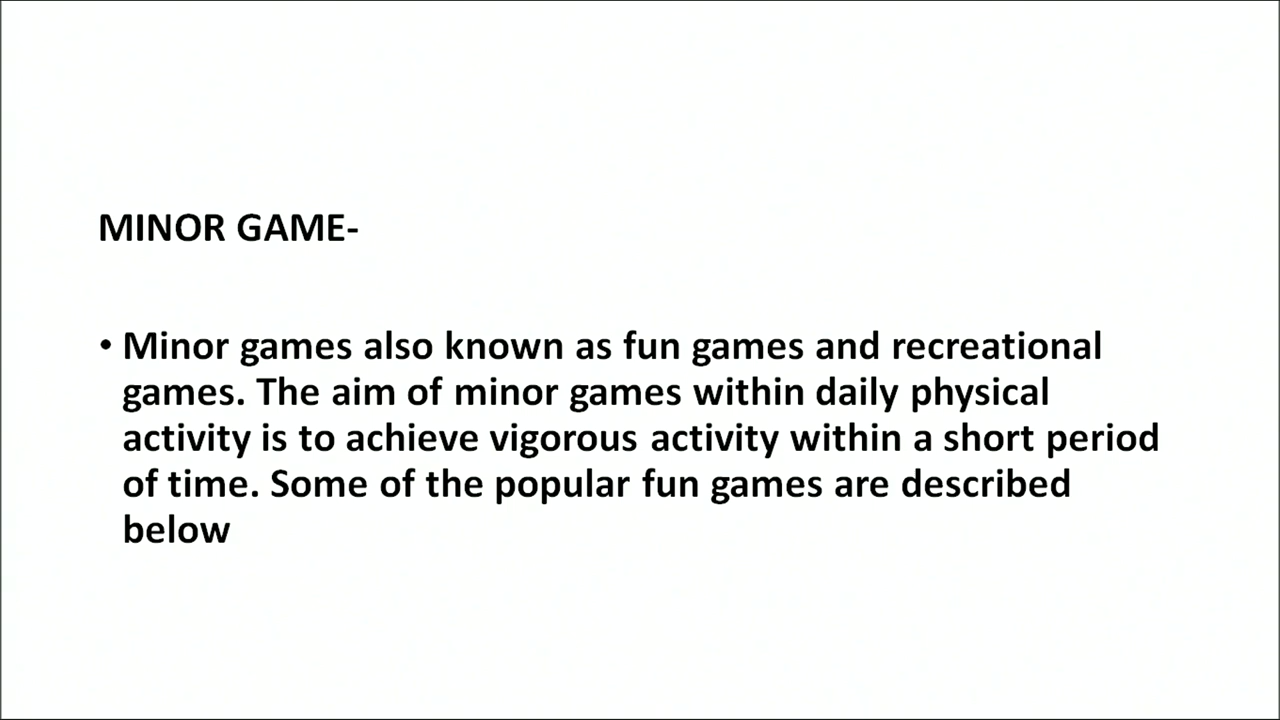 MINOR GAME-
• Minor games also known as fun games and recreational
games. The aim of minor games within daily physical
activity is to achieve vigorous activity within a short period
of time. Some of the popular fun games are described
below